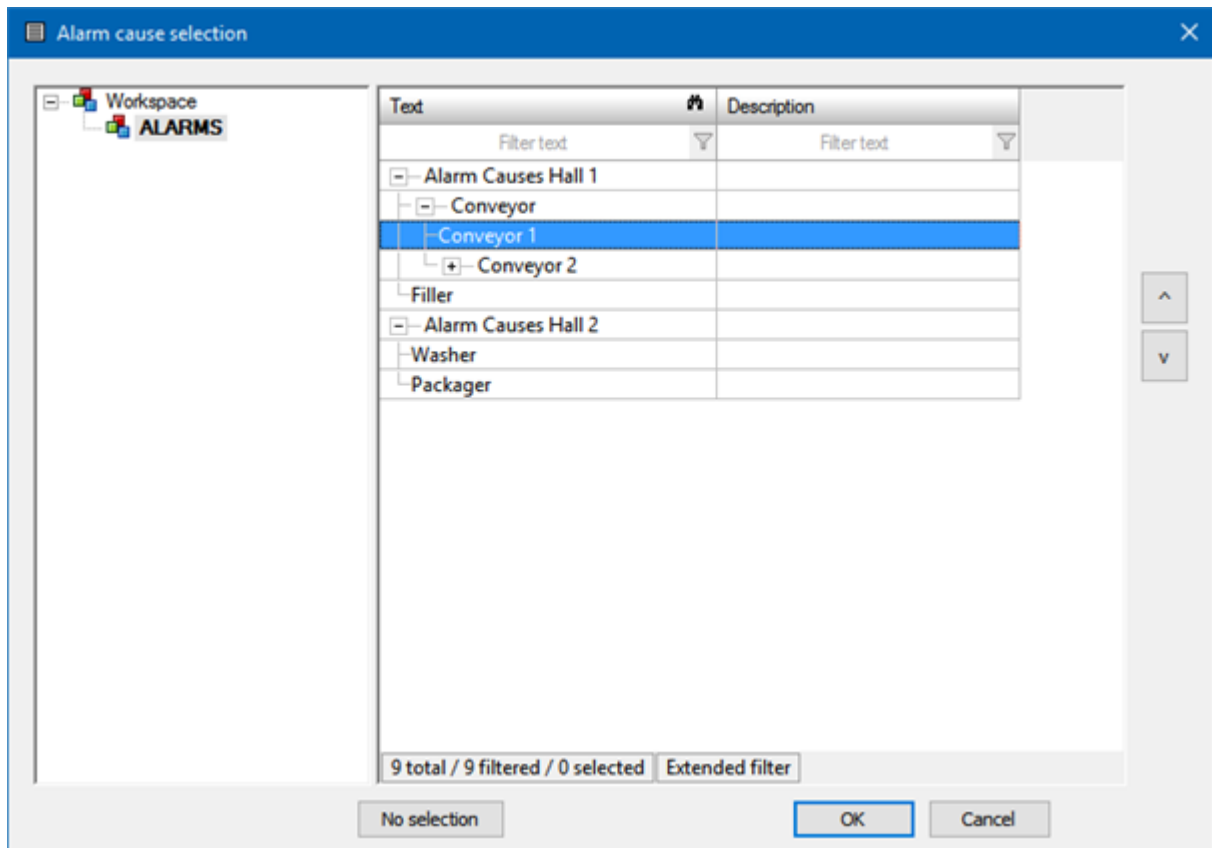 Alarm cause selection
Workspace
ALARMS
Text Description
Filter text Filter text
Alarm Causes Hall 1
Conveyor
Conveyor 1
Conveyor 2
Filler
Alarm Causes Hall 2
Washer
Packager
^
v
9 total / 9 filtered / 0 selected Extended filter
No selection OK Cancel